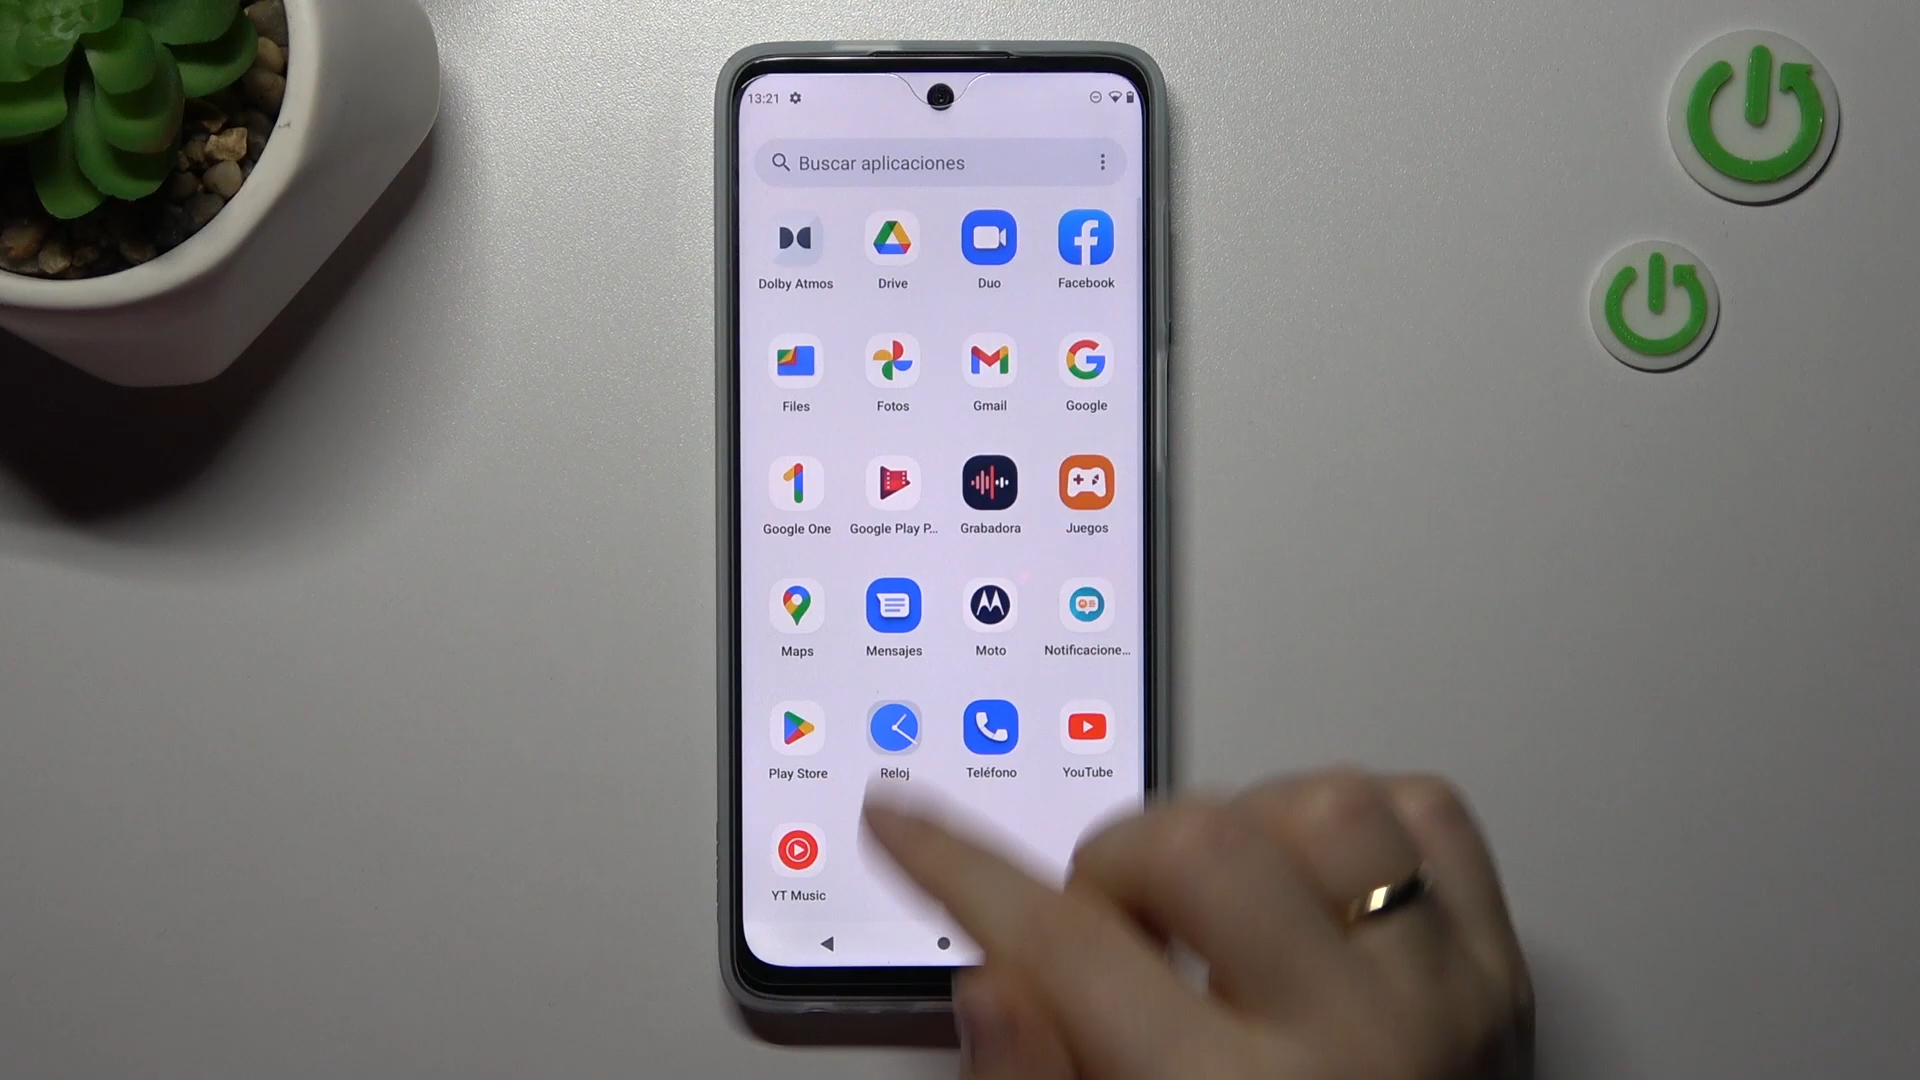 13:21
Buscar aplicaciones
Dolby Atmos Drive Duo Facebook
Files Fotos Gmail Google
Google One Google Play P... Grabadora Juegos
Maps Mensajes Moto Notificacione...
Play Store Reloj Teléfono YouTube
YT Music